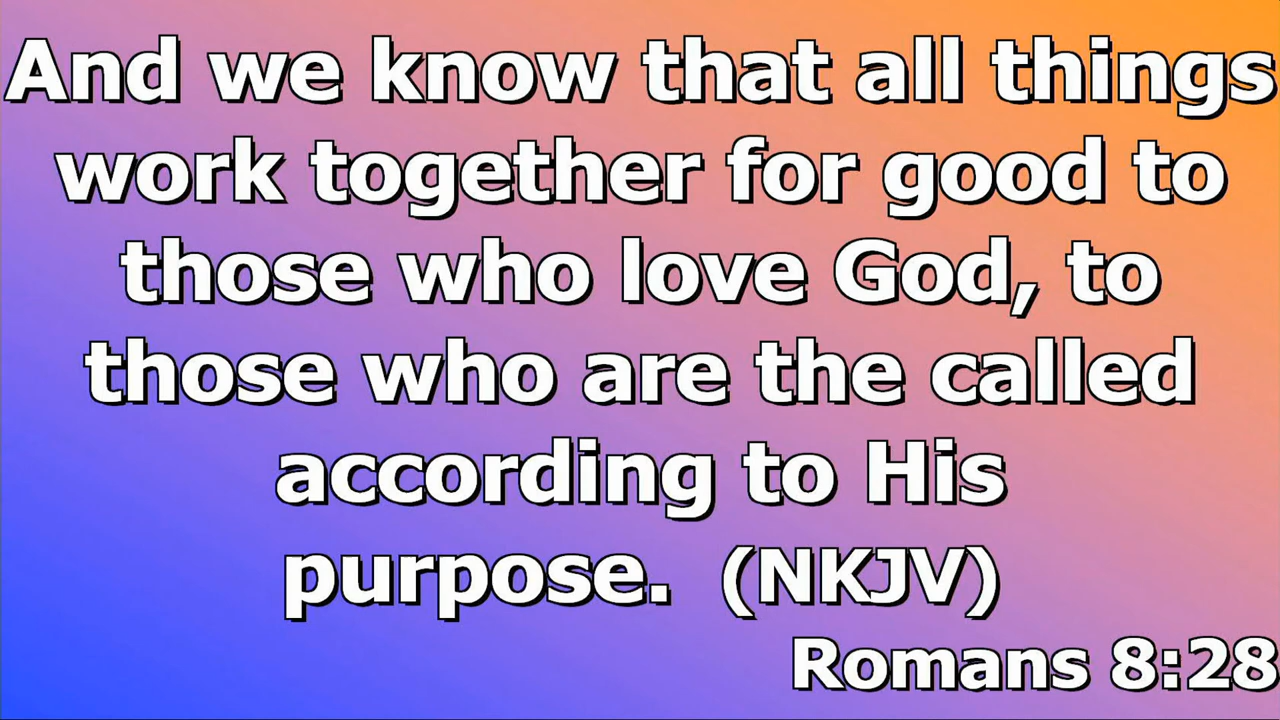 And we know that all things
work together for good to
those who love God, to
those who are the called
according to His
purpose.  (NKJV)
Romans 8:28